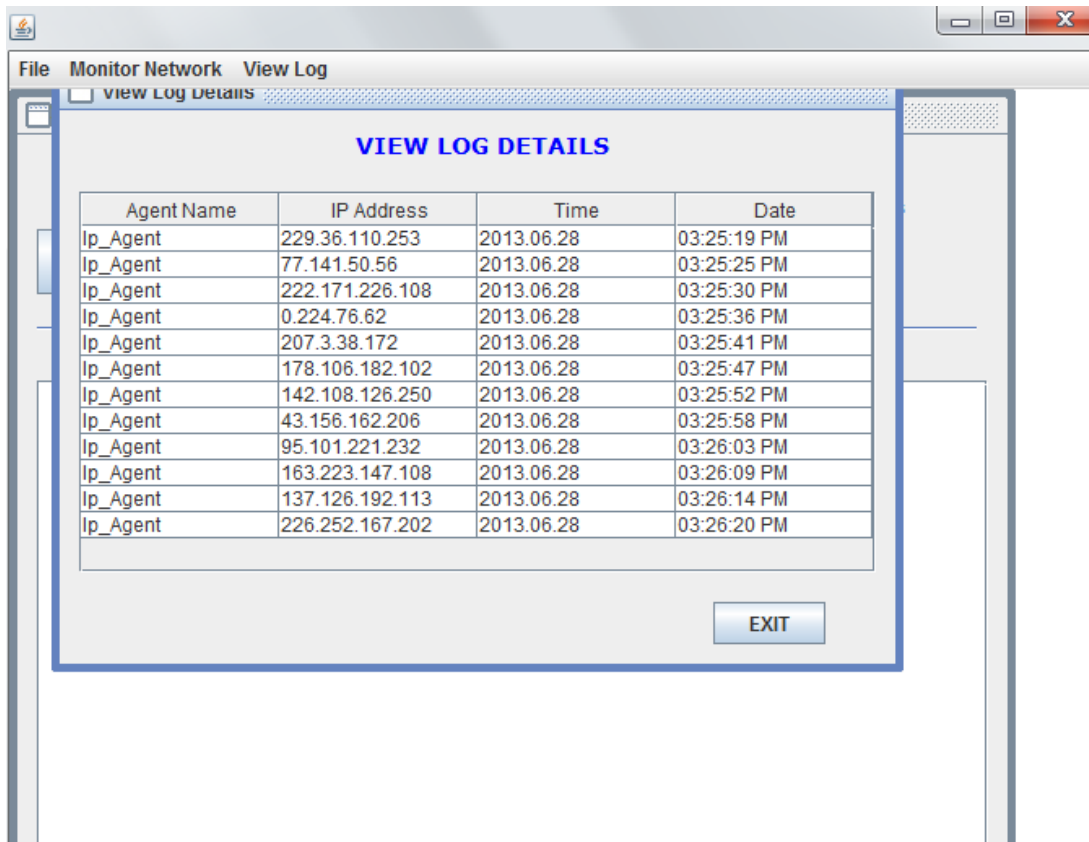 File Monitor Network View Log
View Log Details
VIEW LOG DETAILS
Agent Name IP Address Time Date
Ip_Agent 229.36.110.253 2013.06.28 03:25:19 PM
Ip_Agent 77.141.50.56 2013.06.28 03:25:25 PM
Ip_Agent 222.171.226.108 2013.06.28 03:25:30 PM
Ip_Agent 0.224.76.62 2013.06.28 03:25:36 PM
Ip_Agent 207.3.38.172 2013.06.28 03:25:41 PM
Ip_Agent 178.106.182.102 2013.06.28 03:25:47 PM
Ip_Agent 142.108.126.250 2013.06.28 03:25:52 PM
Ip_Agent 43.156.162.206 2013.06.28 03:25:58 PM
Ip_Agent 95.101.221.232 2013.06.28 03:26:03 PM
Ip_Agent 163.223.147.108 2013.06.28 03:26:09 PM
Ip_Agent 137.126.192.113 2013.06.28 03:26:14 PM
Ip_Agent 226.252.167.202 2013.06.28 03:26:20 PM
EXIT